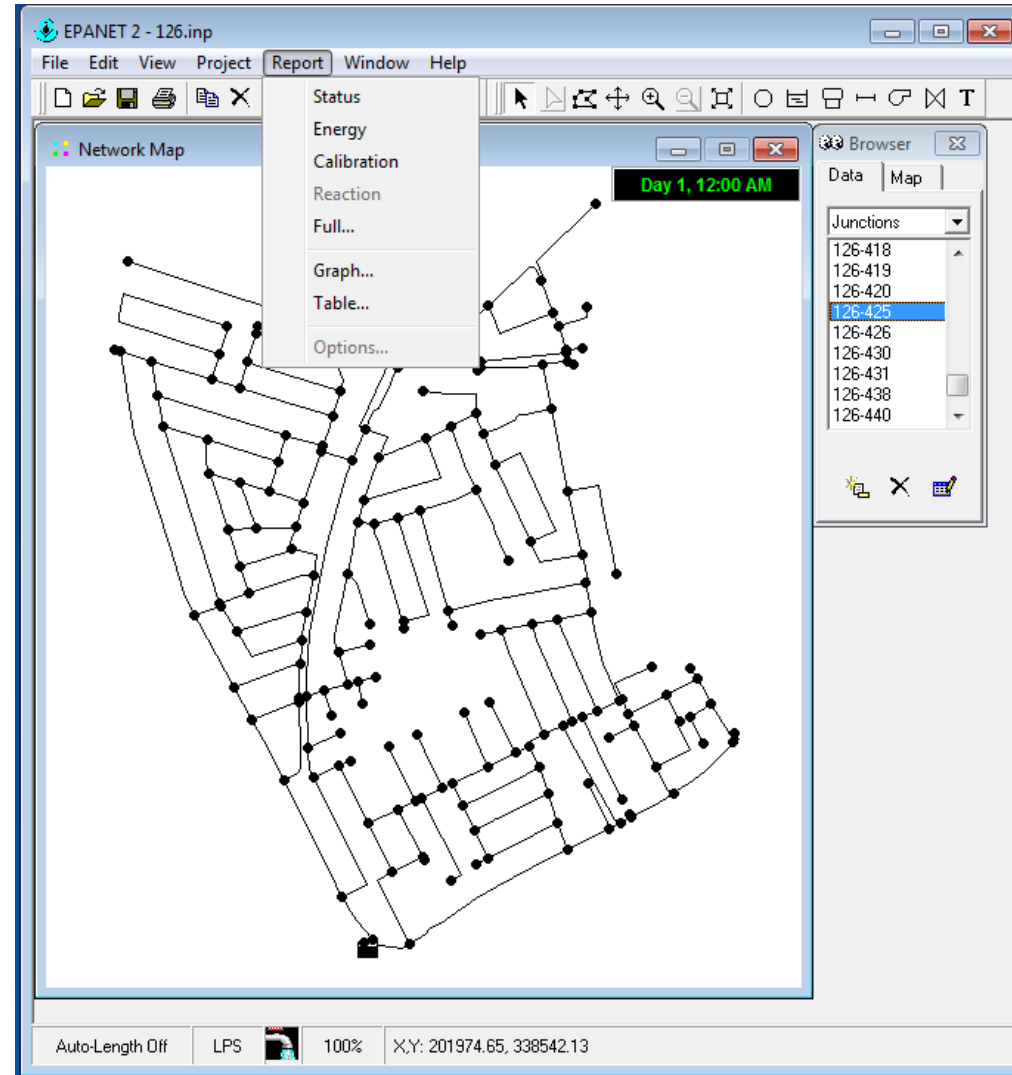 EPANET 2 - 126.inp
File Edit View Project Report Window Help
T
Status
Energy
Calibration
Reaction
Full...
Graph...
Table...
Options...
Network Map
Day 1, 12:00 AM
Browser
Data Map
Junctions
126-418
126-419
126-420
126-425
126-426
126-430
126-431
126-438
126-440
Auto-Length Off LPS 100% X,Y: 201974.65, 338542.13